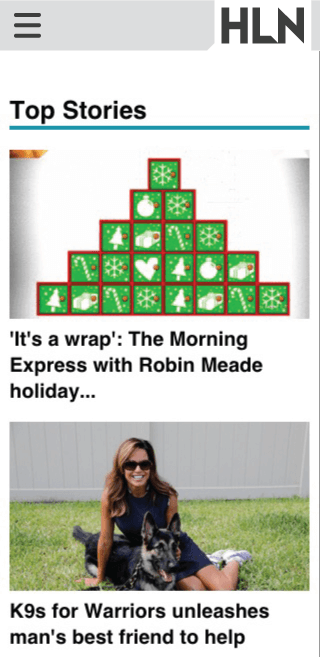 HLN
Top Stories
'It's a wrap': The Morning
Express with Robin Meade
holiday...
K9s for Warriors unleashes
man's best friend to help